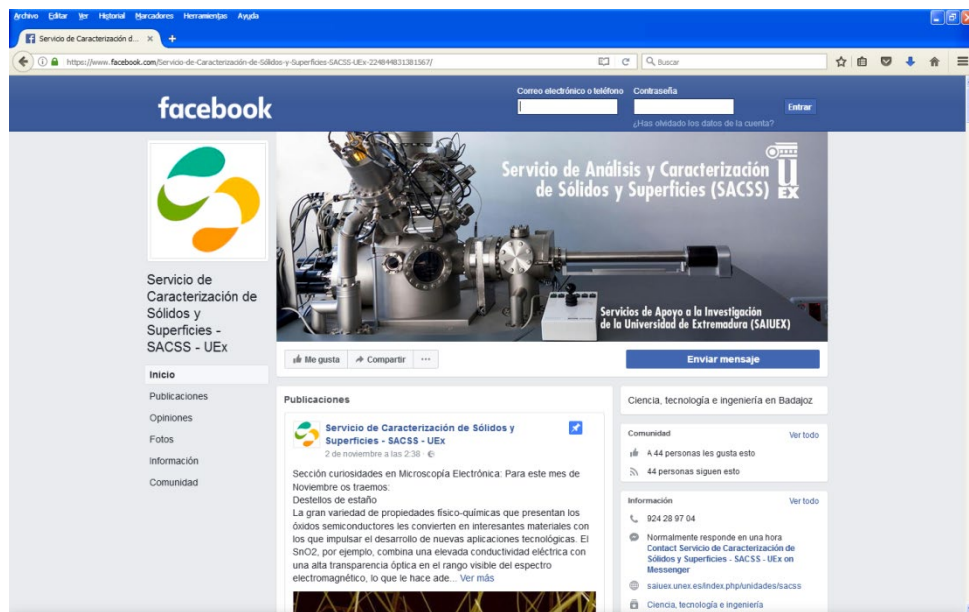 Archivo Editar Ver Historial Marcadores Herramientas Ayuda
Servicio de Caracterización d...
https://www.facebook.com/Servicio-de-Caracterización-de-Sólidos-y-Superficies-SACSS-UEx-224844831381567/
Buscar
facebook
Correo electrónico o teléfono Contraseña
Entrar
¿Has olvidado los datos de la cuenta?
Servicio de Análisis y Caracterización
de Sólidos y Superficies (SACSS)
UEX
Servicios de Apoyo a la Investigación
de la Universidad de Extremadura (SAIUEX)
Servicio de
Caracterización de
Sólidos y
Superficies -
SACSS - UEx
Inicio
Publicaciones
Opiniones
Fotos
Información
Comunidad
Me gusta Compartir ...
Enviar mensaje
Publicaciones
Servicio de Caracterización de Sólidos y
Superficies - SACSS - UEx
2 de noviembre a las 2:38 ·
Sección curiosidades en Microscopía Electrónica: Para este mes de
Noviembre os traemos:
Destellos de estaño
La gran variedad de propiedades físico-químicas que presentan los
óxidos semiconductores les convierten en interesantes materiales con
los que impulsar el desarrollo de nuevas aplicaciones tecnológicas. El
SnO2, por ejemplo, combina una elevada conductividad eléctrica con
una alta transparencia óptica en el rango visible del espectro
electromagnético, lo que le hace ade... Ver más
Ciencia, tecnología e ingeniería en Badajoz
Comunidad Ver todo
A 44 personas les gusta esto
44 personas siguen esto
Información Ver todo
924 28 97 04
Normalmente responde en una hora
Contact Servicio de Caracterización de
Sólidos y Superficies - SACSS - UEx on
Messenger
saiuex.unex.es/index.php/unidades/sacss
Ciencia, tecnología e ingeniería